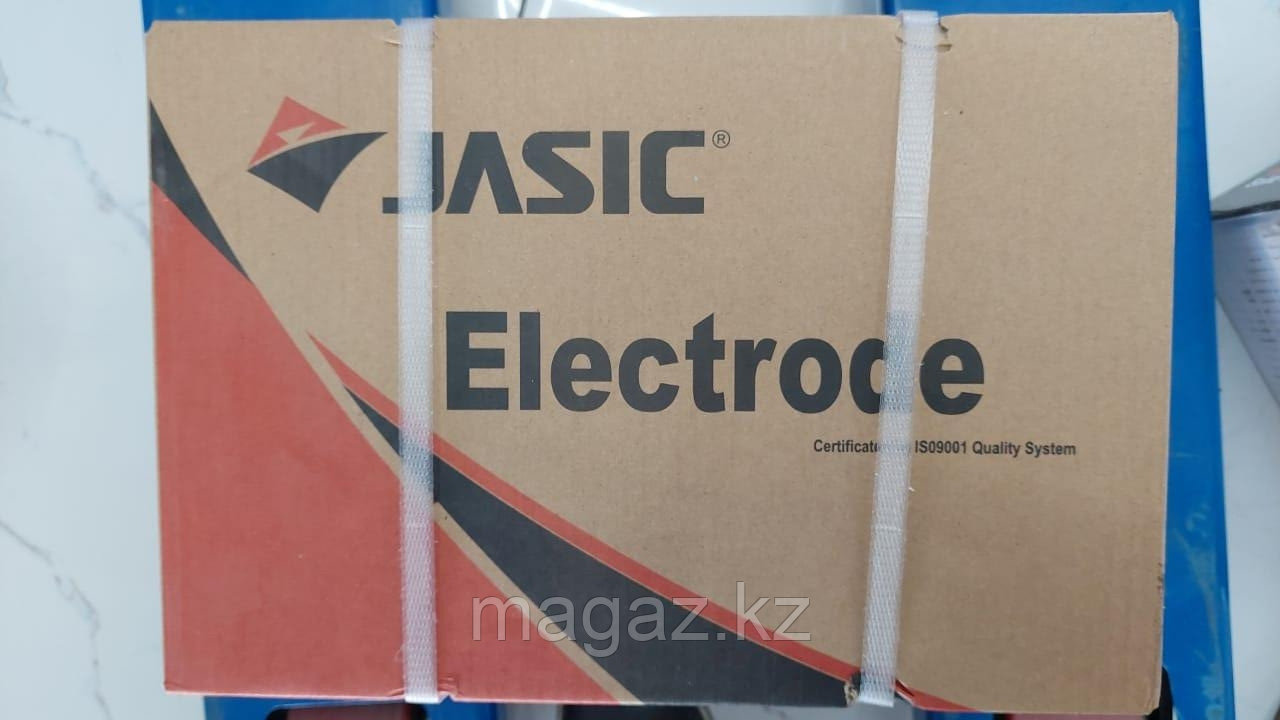 JASIC®
Electrode
Certificate IS09001 Quality System
magaz.kz